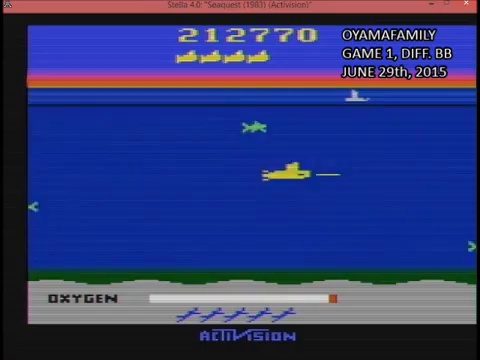 Stella 4.0: "Seaquest (1983) (Activision)"
212770
OYAMAFAMILY
GAME 1, DIFF. BB
JUNE 29th, 2015
OXYGEN
ACTIVISION